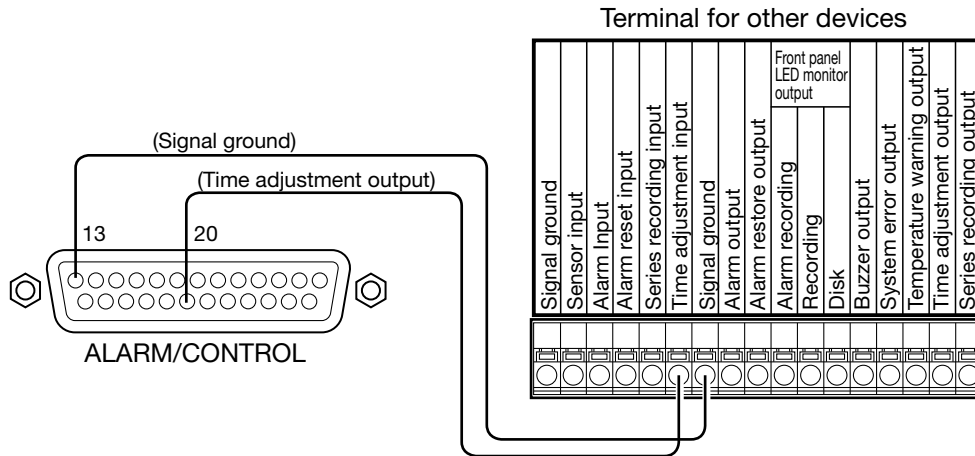 Terminal for other devices
Signal ground
Sensor input
Alarm Input
Alarm reset input
Series recording input
Time adjustment input
Signal ground
Alarm output
Alarm restore output
Front panel
LED monitor
output
Alarm recording
Recording
Disk
Buzzer output
System error output
Temperature warning output
Time adjustment output
Series recording output
(Signal ground)
(Time adjustment output)
13
20
ALARM/CONTROL